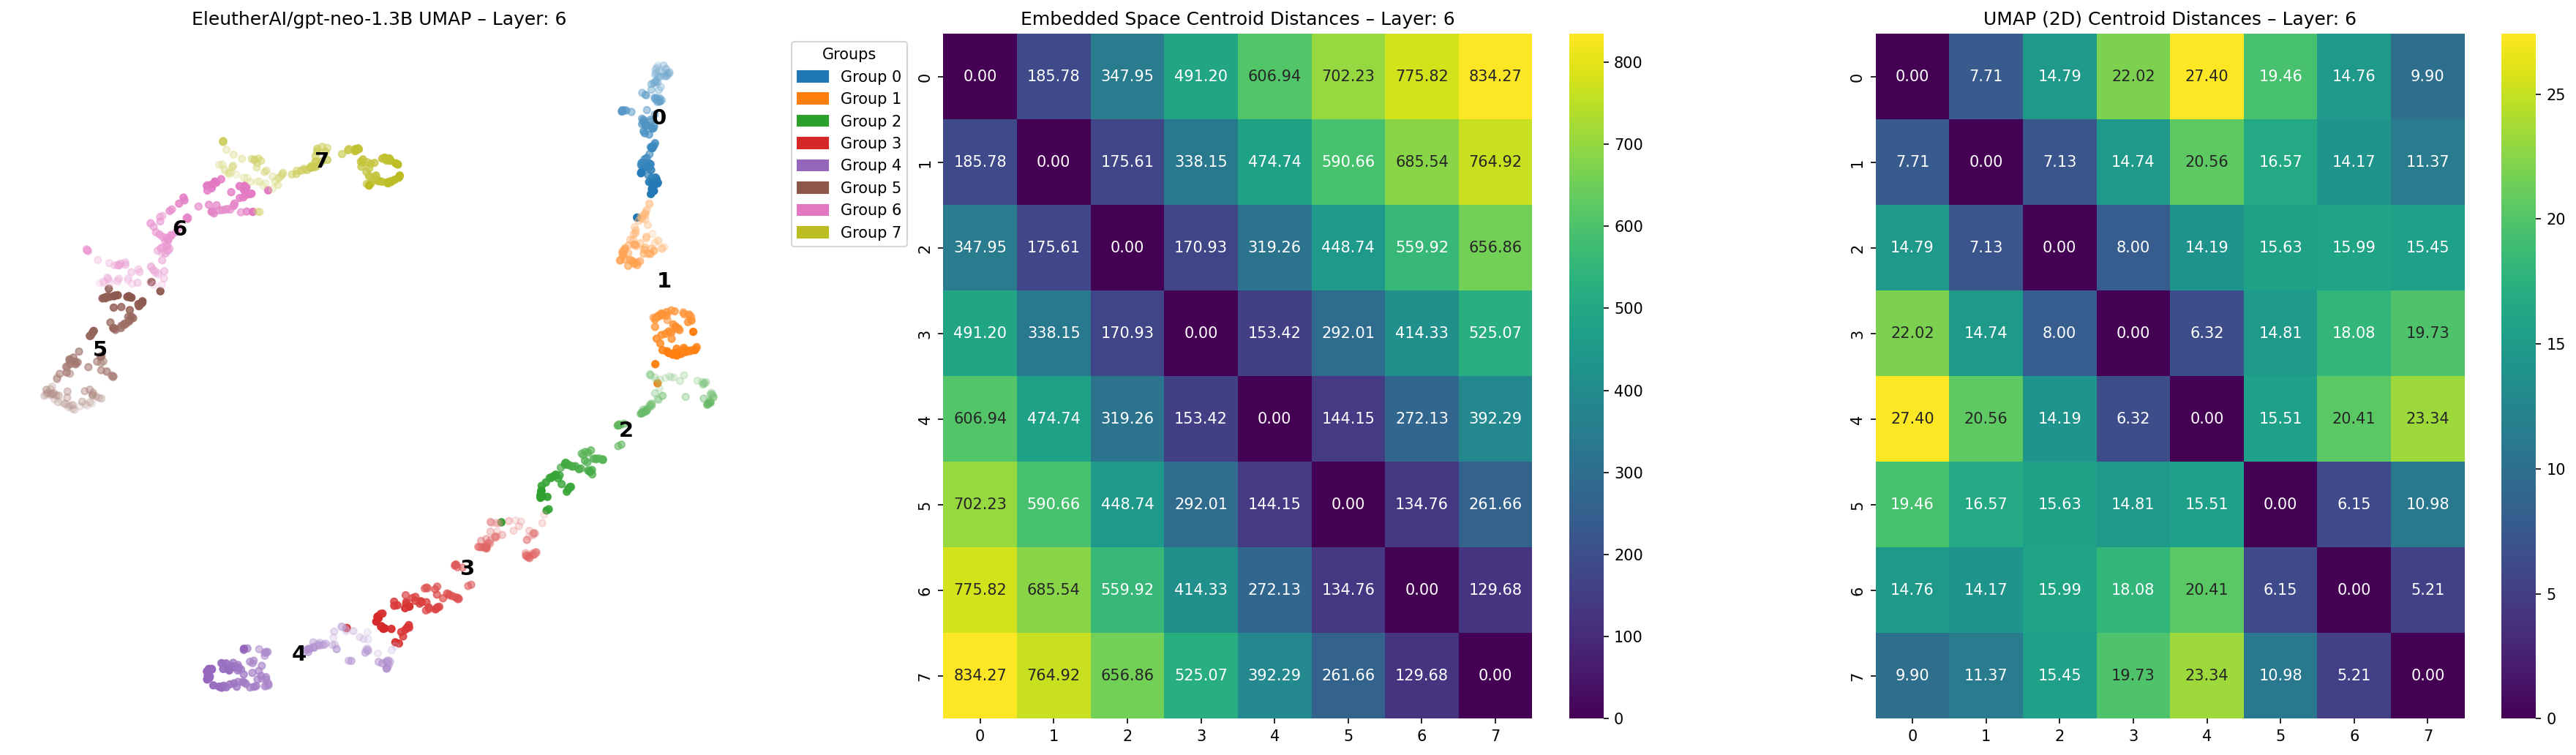 EleutherAI/gpt-neo-1.3B UMAP – Layer: 6
0
1
2
3
4
5
6
7
Groups
Group 0
Group 1
Group 2
Group 3
Group 4
Group 5
Group 6
Group 7
Embedded Space Centroid Distances – Layer: 6
0 0.00 185.78 347.95 491.20 606.94 702.23 775.82 834.27
1 185.78 0.00 175.61 338.15 474.74 590.66 685.54 764.92
2 347.95 175.61 0.00 170.93 319.26 448.74 559.92 656.86
3 491.20 338.15 170.93 0.00 153.42 292.01 414.33 525.07
4 606.94 474.74 319.26 153.42 0.00 144.15 272.13 392.29
5 702.23 590.66 448.74 292.01 144.15 0.00 134.76 261.66
6 775.82 685.54 559.92 414.33 272.13 134.76 0.00 129.68
7 834.27 764.92 656.86 525.07 392.29 261.66 129.68 0.00
0 1 2 3 4 5 6 7
800
700
600
500
400
300
200
100
0
UMAP (2D) Centroid Distances – Layer: 6
0 0.00 7.71 14.79 22.02 27.40 19.46 14.76 9.90
1 7.71 0.00 7.13 14.74 20.56 16.57 14.17 11.37
2 14.79 7.13 0.00 8.00 14.19 15.63 15.99 15.45
3 22.02 14.74 8.00 0.00 6.32 14.81 18.08 19.73
4 27.40 20.56 14.19 6.32 0.00 15.51 20.41 23.34
5 19.46 16.57 15.63 14.81 15.51 0.00 6.15 10.98
6 14.76 14.17 15.99 18.08 20.41 6.15 0.00 5.21
7 9.90 11.37 15.45 19.73 23.34 10.98 5.21 0.00
0 1 2 3 4 5 6 7
25
20
15
10
5
0